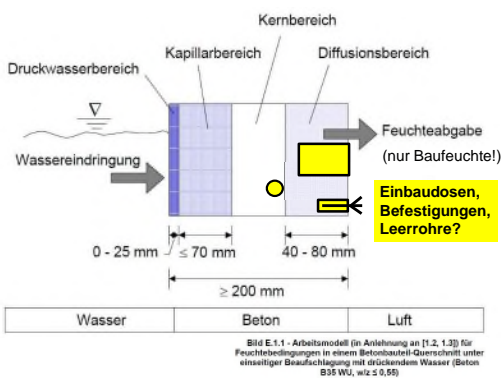 Kernbereich
Kapillarbereich
Diffusionsbereich
Druckwasserbereich
Wassereindringung
Feuchteabgabe
(nur Baufeuchte!)
Einbaudosen,
Befestigungen,
Leerrohre?
0 - 25 mm
≤ 70 mm
40 - 80 mm
≥ 200 mm
Wasser
Beton
Luft
Bild E.1.1 - Arbeitsmodell (in Anlehnung an [1.2, 1.3]) für
Feuchtebedingungen in einem Betonbauteil-Querschnitt unter
einseitiger Beaufschlagung mit drückendem Wasser (Beton
B35 WU, w/z ≤ 0,55)